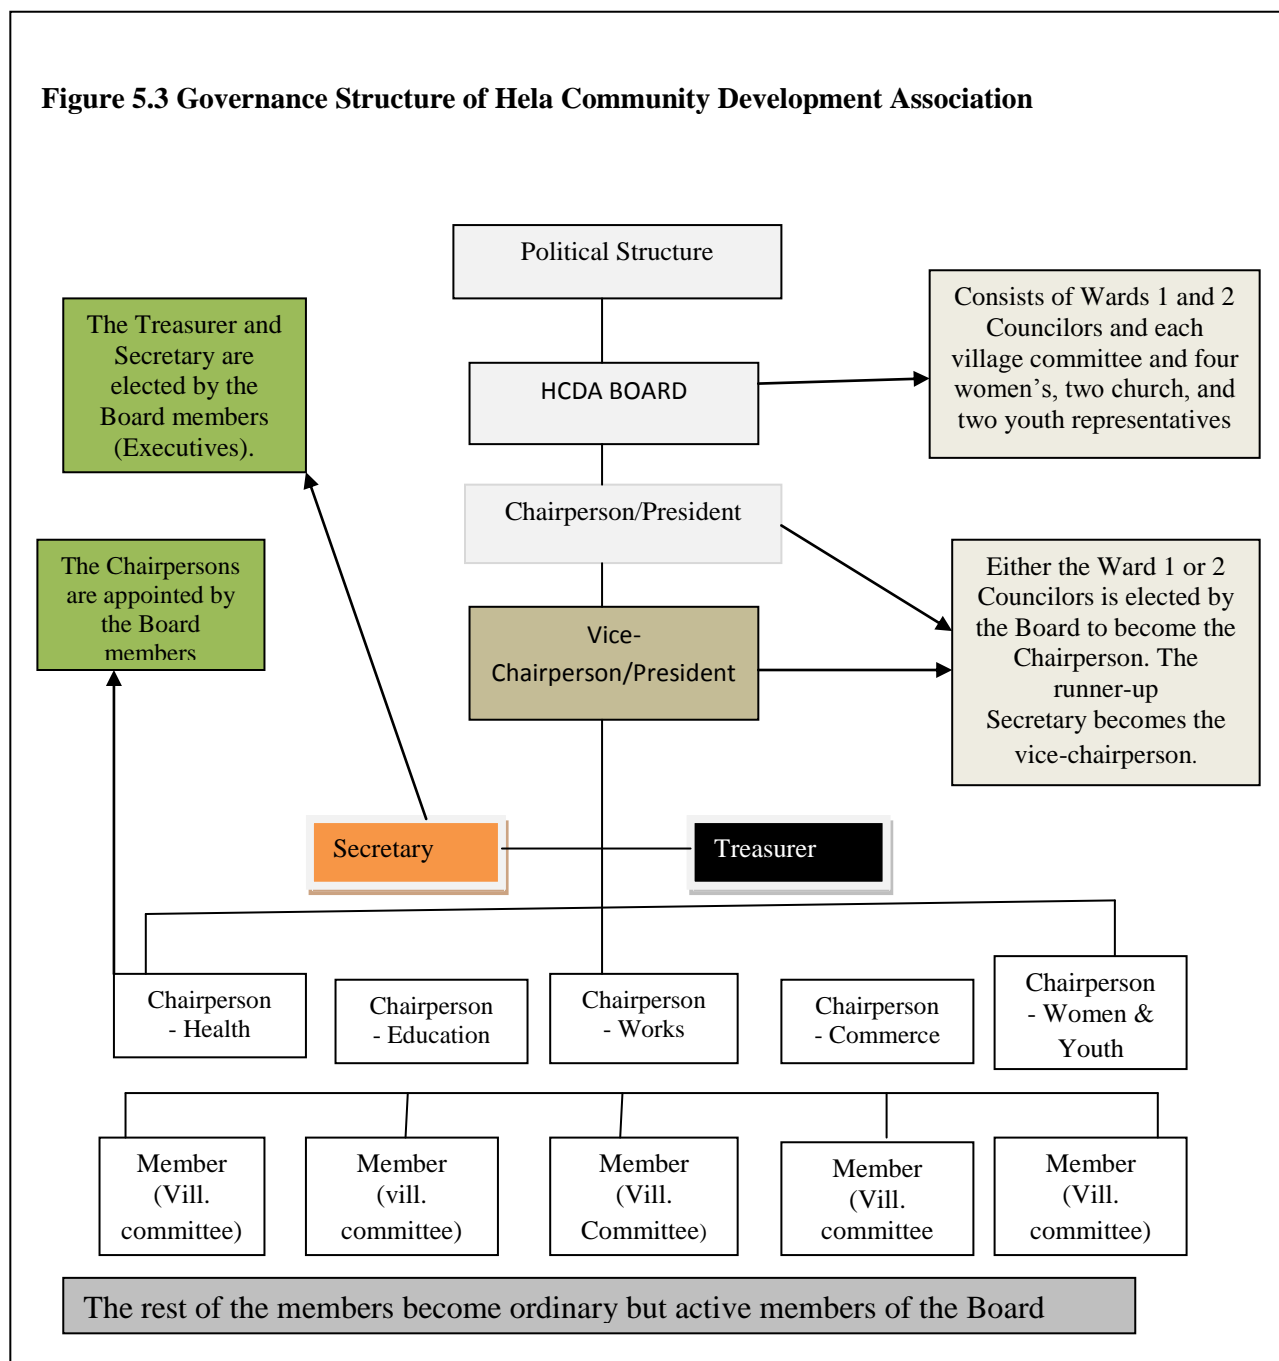 Figure 5.3 Governance Structure of Hela Community Development Association
Political Structure
Consists of Wards 1 and 2
Councilors and each
village committee and four
women’s, two church, and
two youth representatives
The Treasurer and
Secretary are
elected by the
Board members
(Executives).
HCDA BOARD
Chairperson/President
The Chairpersons
are appointed by
the Board
members
Either the Ward 1 or 2
Councilors is elected by
the Board to become the
Chairperson. The
runner-up
Secretary becomes the
vice-chairperson.
Vice-
Chairperson/President
Secretary
Treasurer
Chairperson
- Health
Chairperson
- Education
Chairperson
- Works
Chairperson
- Commerce
Chairperson
- Women &
Youth
Member
(Vill.
committee)
Member
(vill.
committee)
Member
(Vill.
Committee)
Member
(Vill.
committee
Member
(Vill.
committee)
The rest of the members become ordinary but active members of the Board